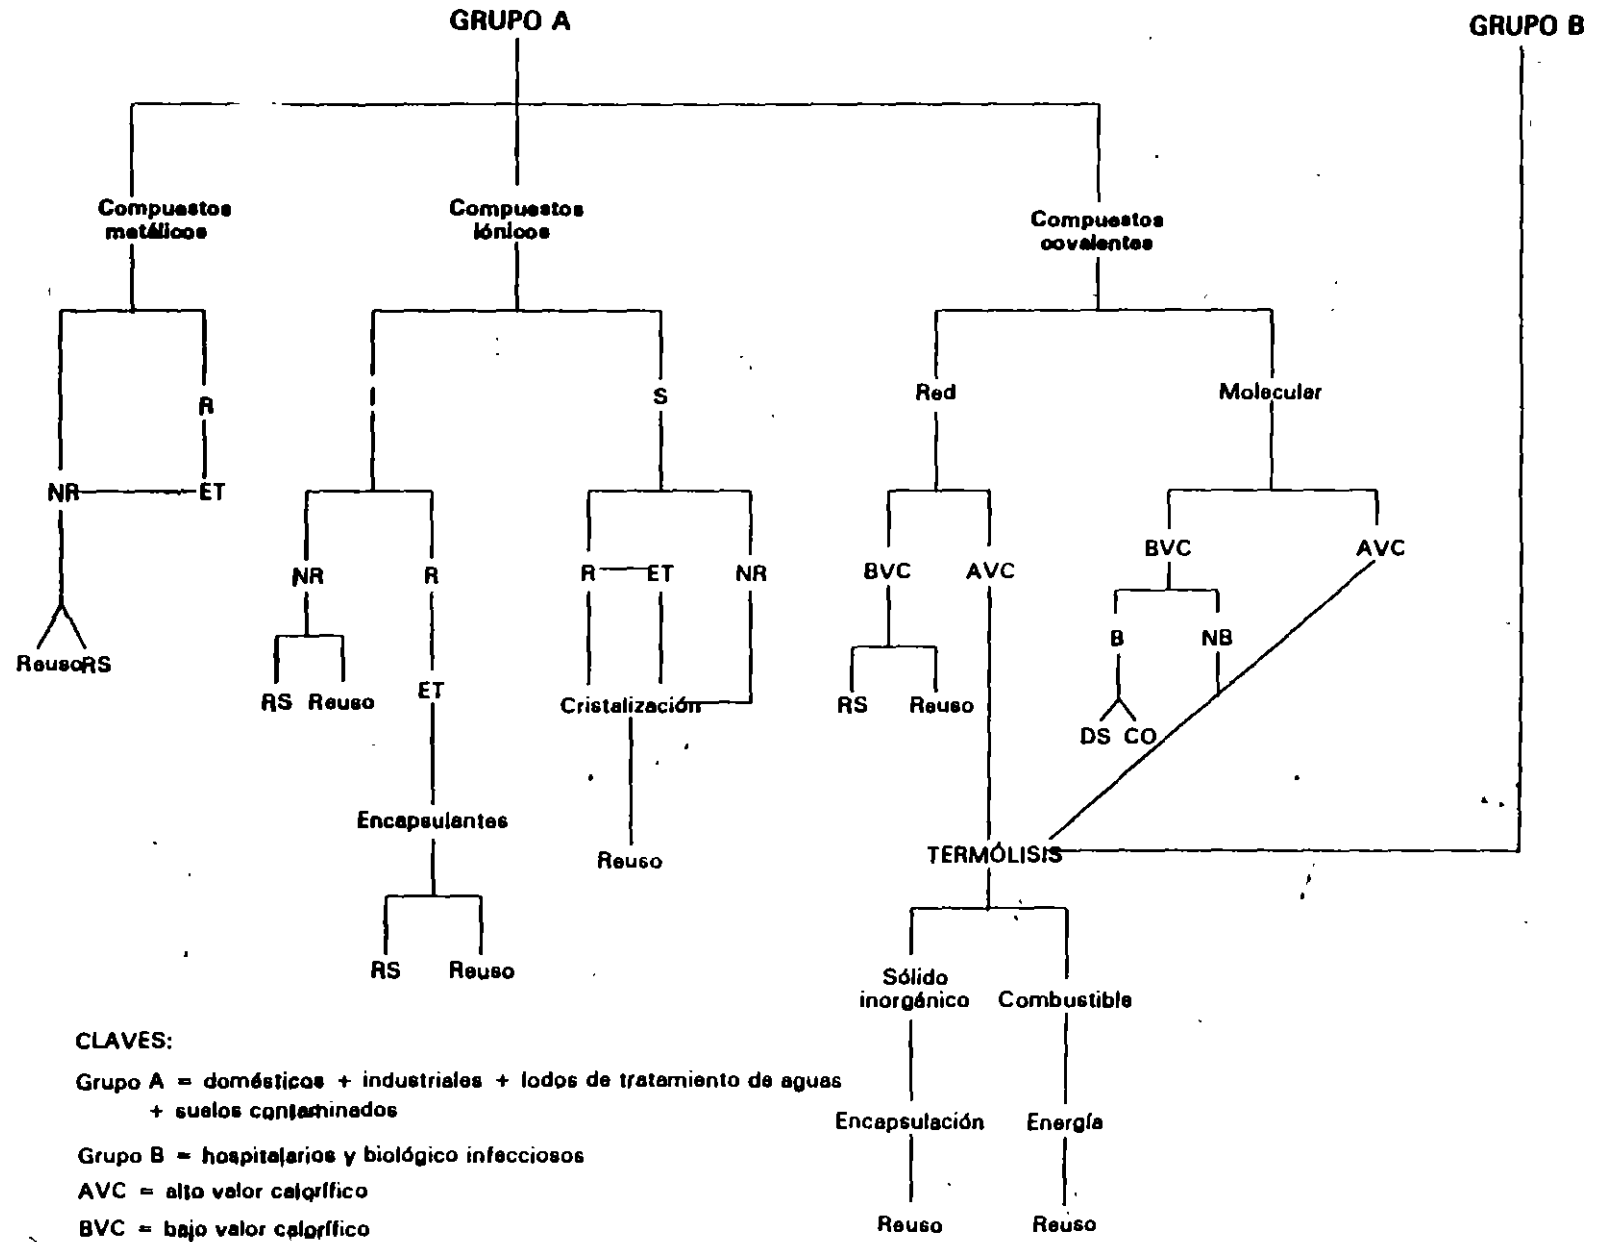 GRUPO A
GRUPO B
Compuestos
metálicos
Compuestos
iónicos
Compuestos
covalentes
R
NR
ET
Reuso
RS
I
S
NR
R
R
ET
NR
RS
Reuso
ET
Cristalización
Encapsulantes
Reuso
RS
Reuso
Red
Molecular
BVC
AVC
BVC
AVC
B
NB
RS
Reuso
DS
CO
TERMÓLISIS
Sólido
inorgánico
Combustible
Encapsulación
Energía
Reuso
Reuso
CLAVES:
Grupo A = domésticos + industriales + lodos de tratamiento de aguas
+ suelos contaminados
Grupo B = hospitalarios y biológico infecciosos
AVC = alto valor calorífico
BVC = bajo valor calorífico